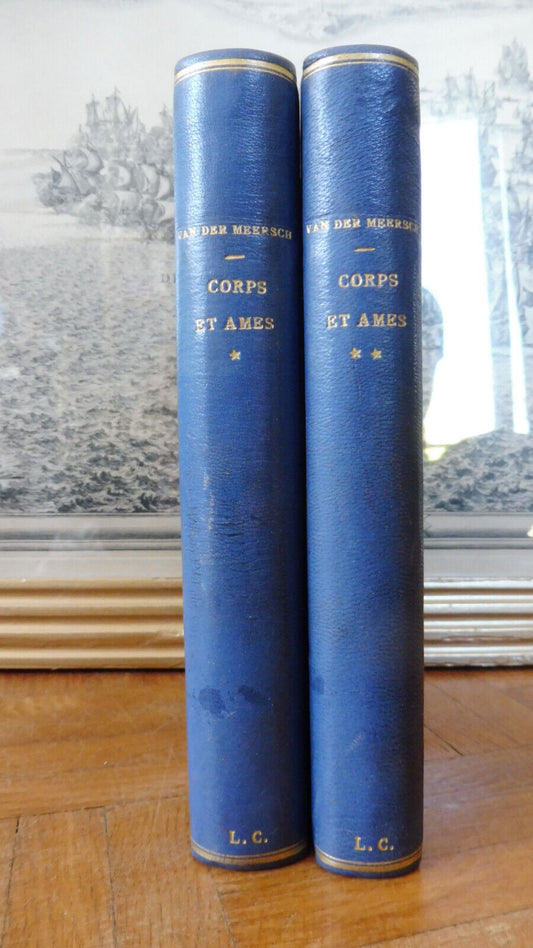 VAN DER MEERSCH
CORPS
ET AMES
L. C.
VAN DER MEERSCH
CORPS
ET AMES
L. C.